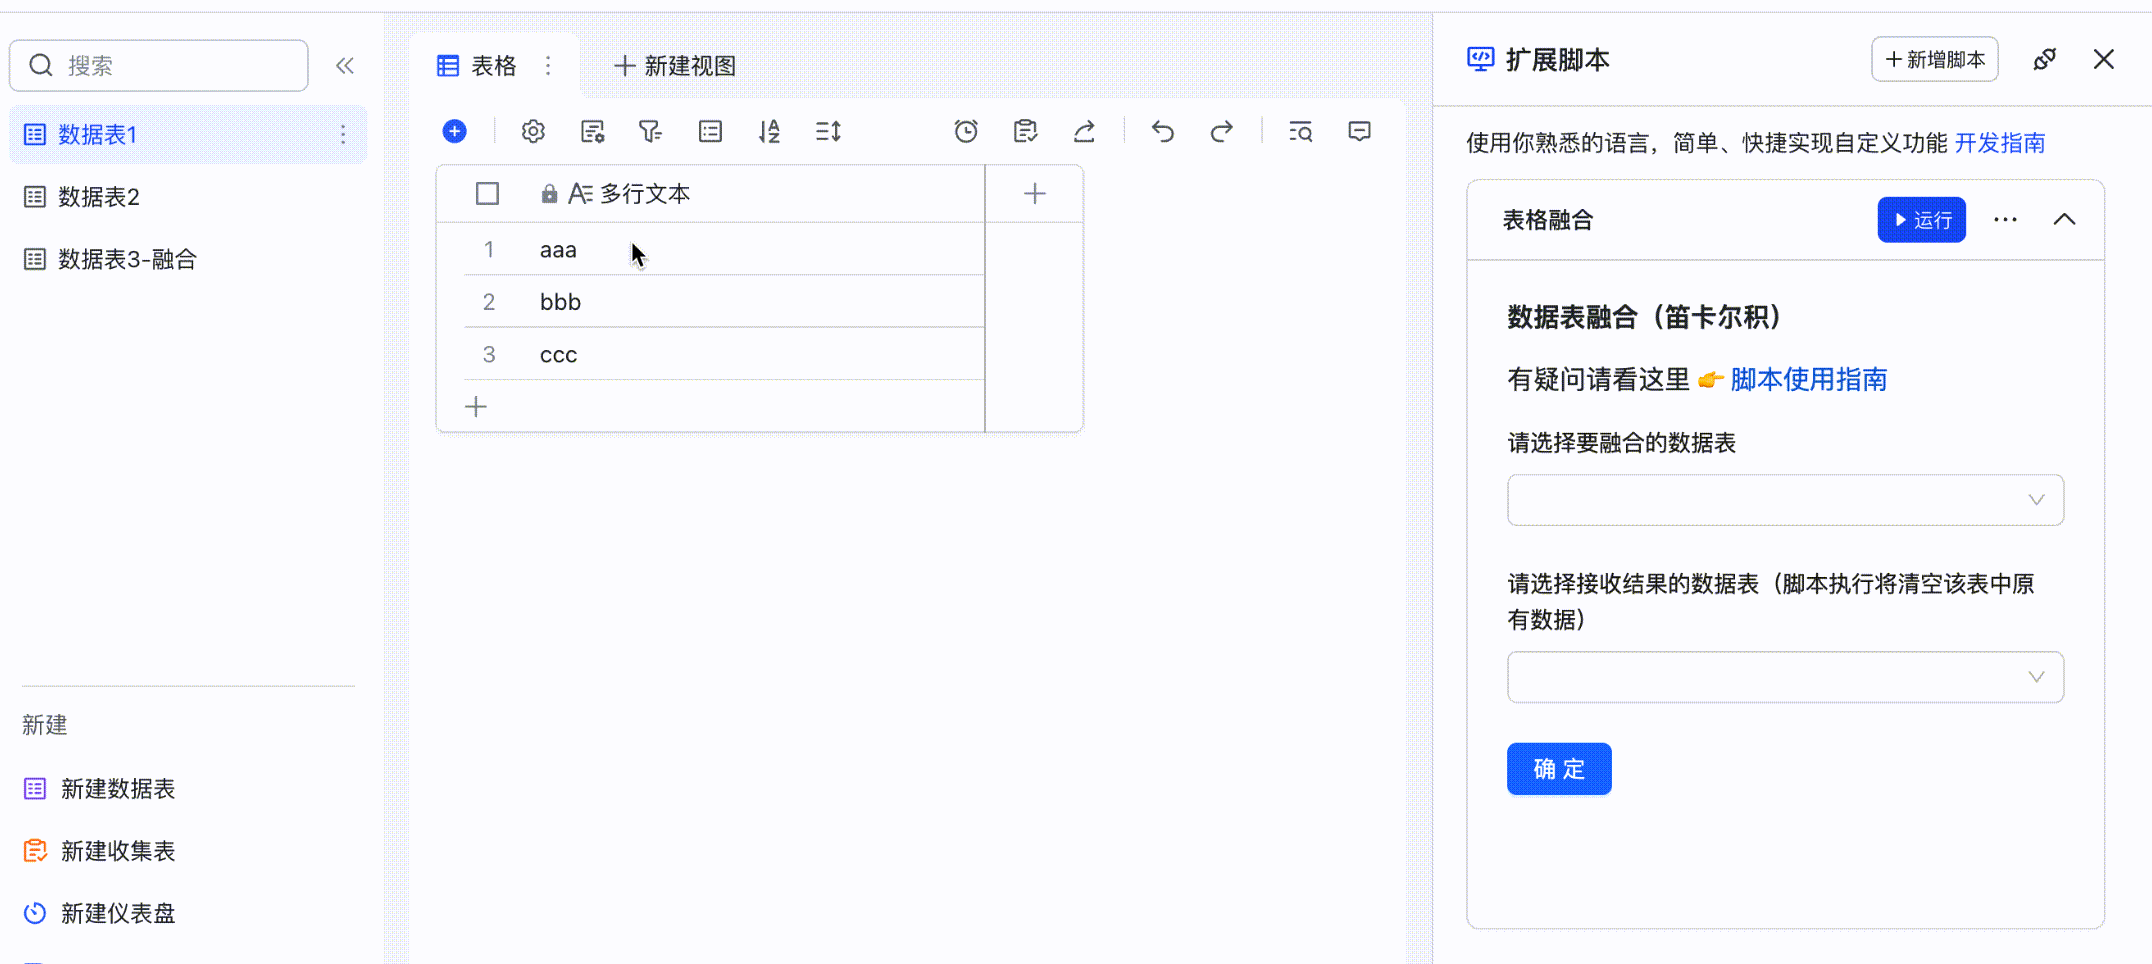 搜索
数据表1
数据表2
数据表3-融合
新建
新建数据表
新建收集表
新建仪表盘
表格
新建视图
多行文本
1 aaa
2 bbb
3 ccc
扩展脚本
新增脚本
使用你熟悉的语言，简单、快捷实现自定义功能 开发指南
表格融合
运行
数据表融合（笛卡尔积）
有疑问请看这里 👉 脚本使用指南
请选择要融合的数据表
请选择接收结果的数据表（脚本执行将清空该表中原
有数据）
确 定